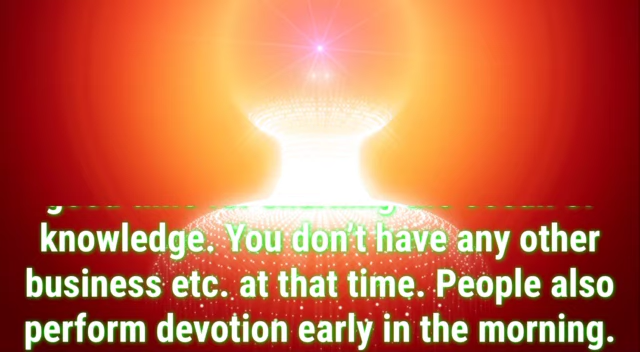 knowledge. You don't have any other
business etc. at that time. People also
perform devotion early in the morning.